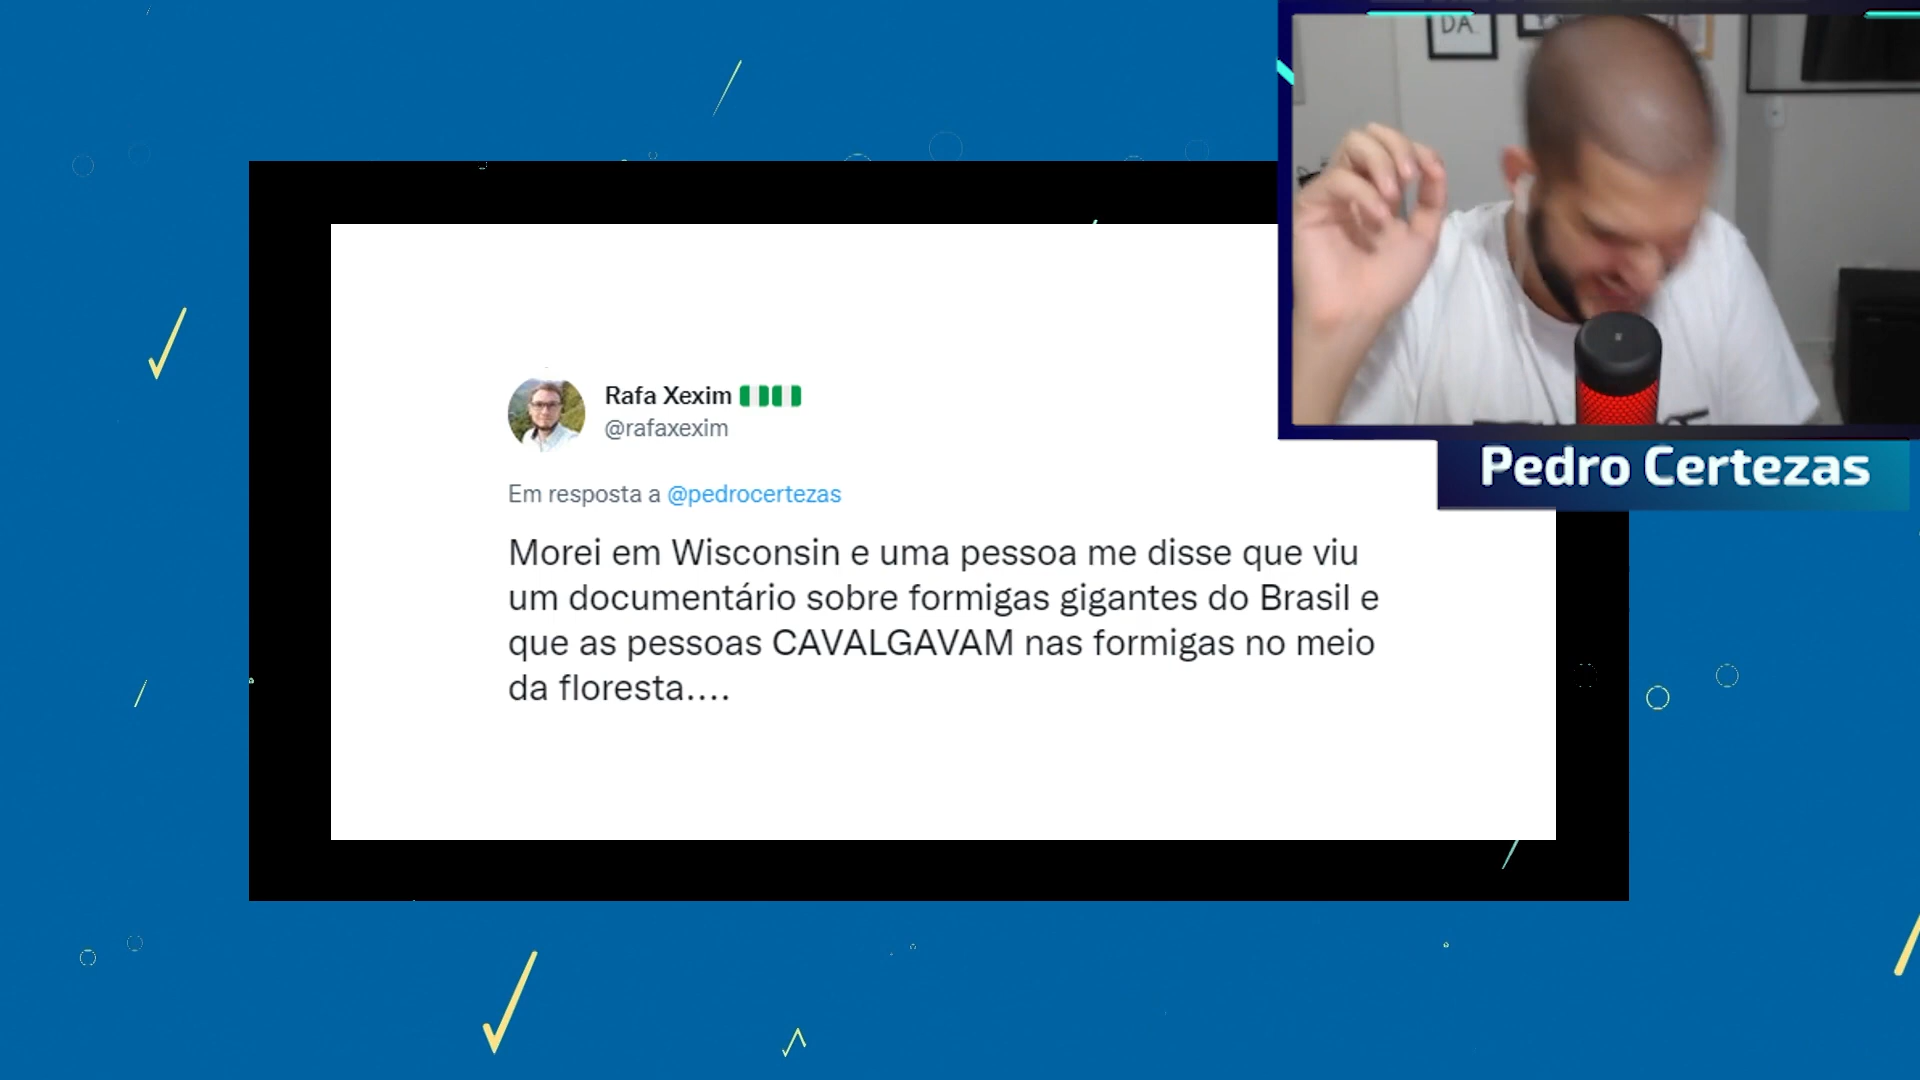 DA
Rafa Xexim
@rafaxexim
Em resposta a @pedrocertezas
Morei em Wisconsin e uma pessoa me disse que viu
um documentário sobre formigas gigantes do Brasil e
que as pessoas CAVALGAVAM nas formigas no meio
da floresta....
Pedro Certezas